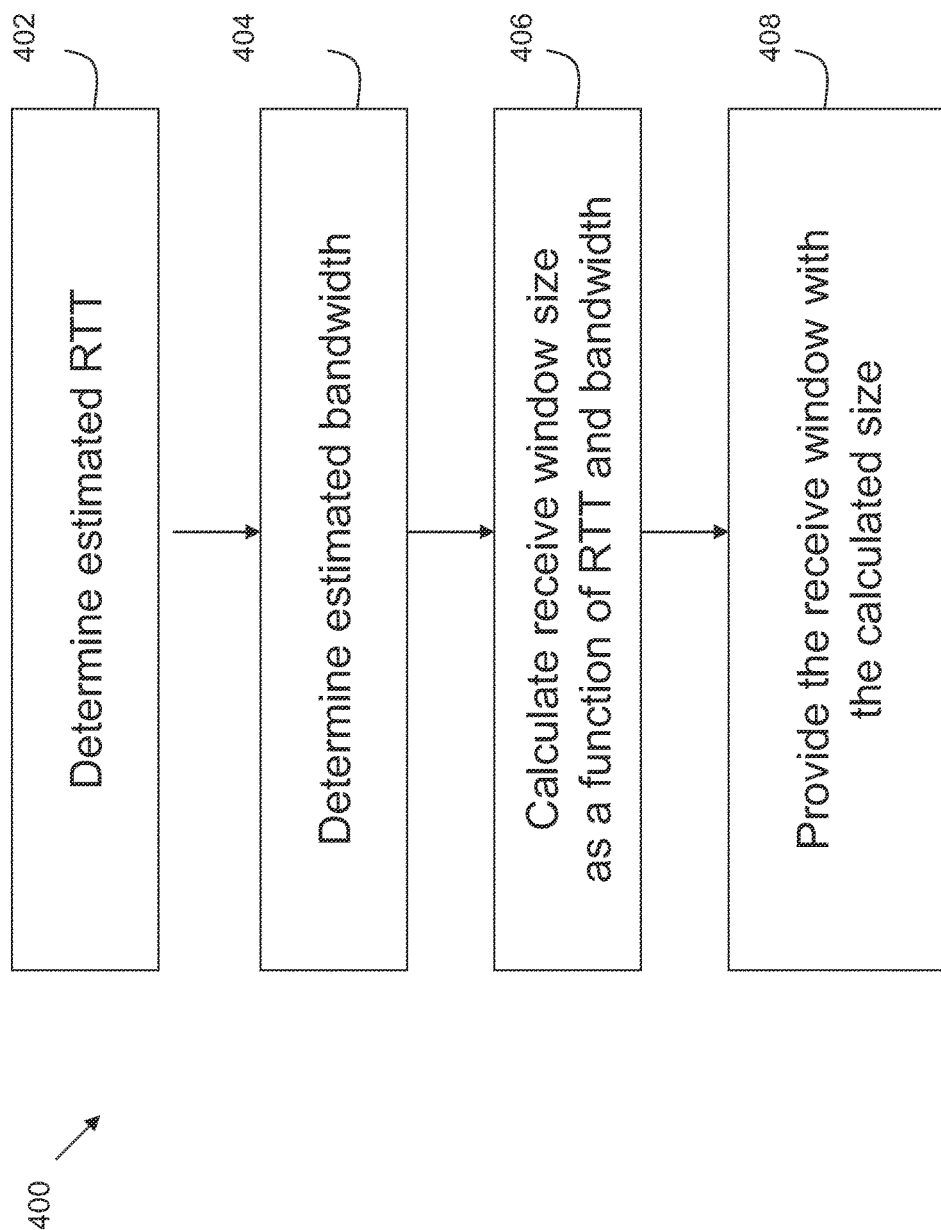 400
402
Determine estimated RTT
404
Determine estimated bandwidth
406
Calculate receive window size
as a function of RTT and bandwidth
408
Provide the receive window with
the calculated size